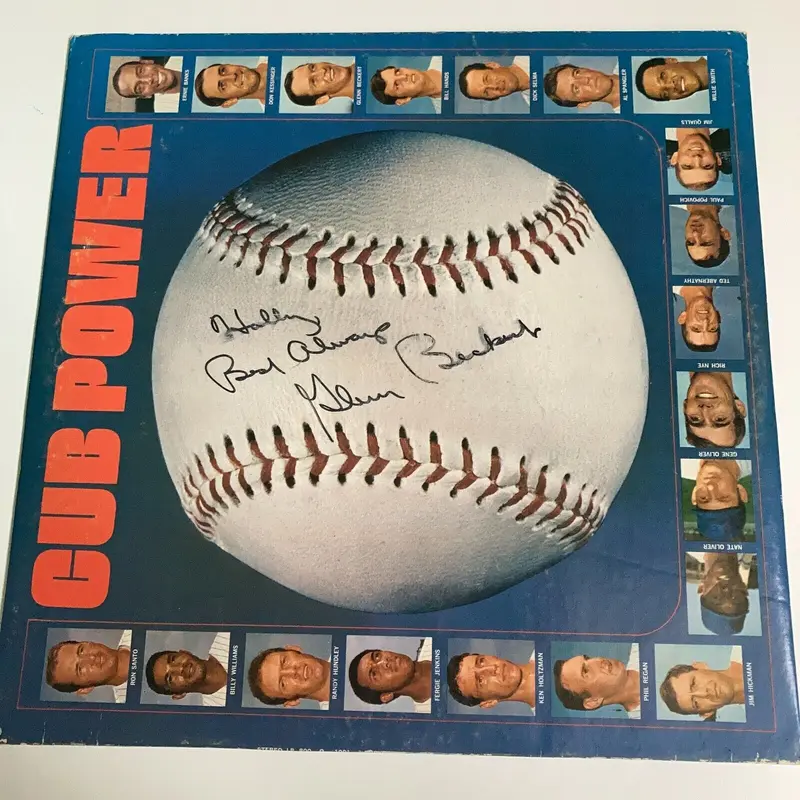 CUB POWER
ERNIE BANKS
DON KESSINGER
GLENN BECKERT
BILL HANDS
DICK SELMA
AL SPANGLER
WILLIE SMITH
JIM QUALLS
PAUL POPOVICH
TED ABERNATHY
RICH NYE
GENE OLIVER
NATE OLIVER
Holly,
Best Always
Glenn Beckert
RON SANTO
BILLY WILLIAMS
RANDY HUNDLEY
FERGIE JENKINS
KEN HOLTZMAN
PHIL REGAN
JIM HICKMAN
STEREO LP